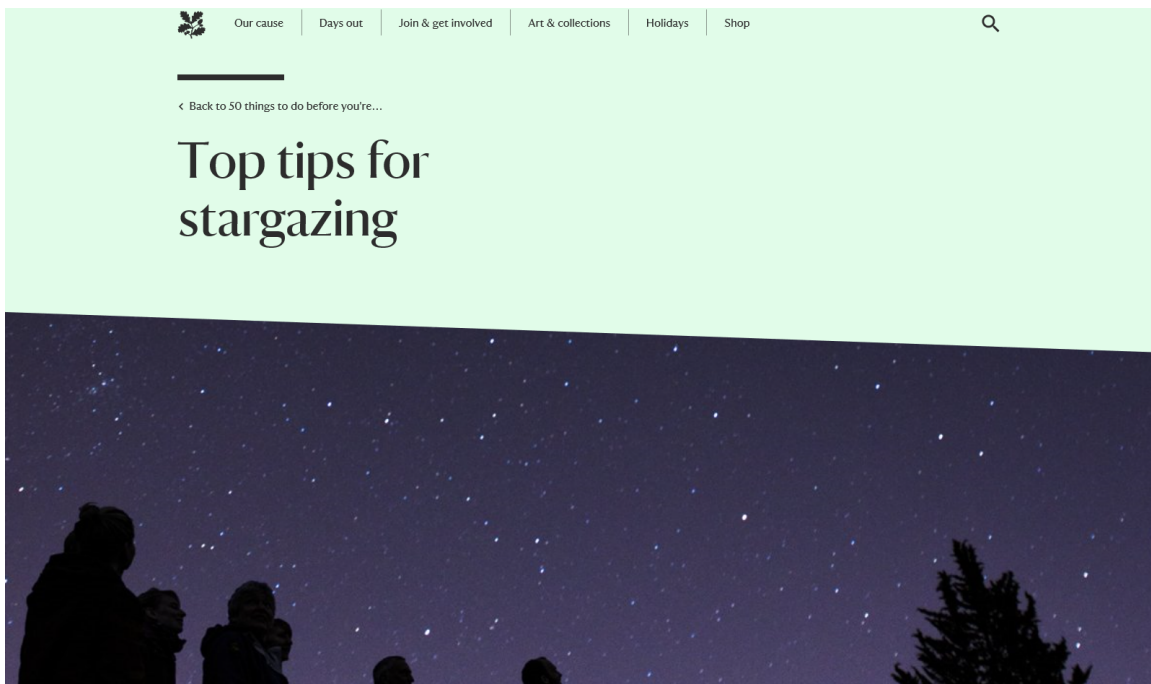 Our cause Days out Join & get involved Art & collections Holidays Shop
Back to 50 things to do before you're...
Top tips for
stargazing